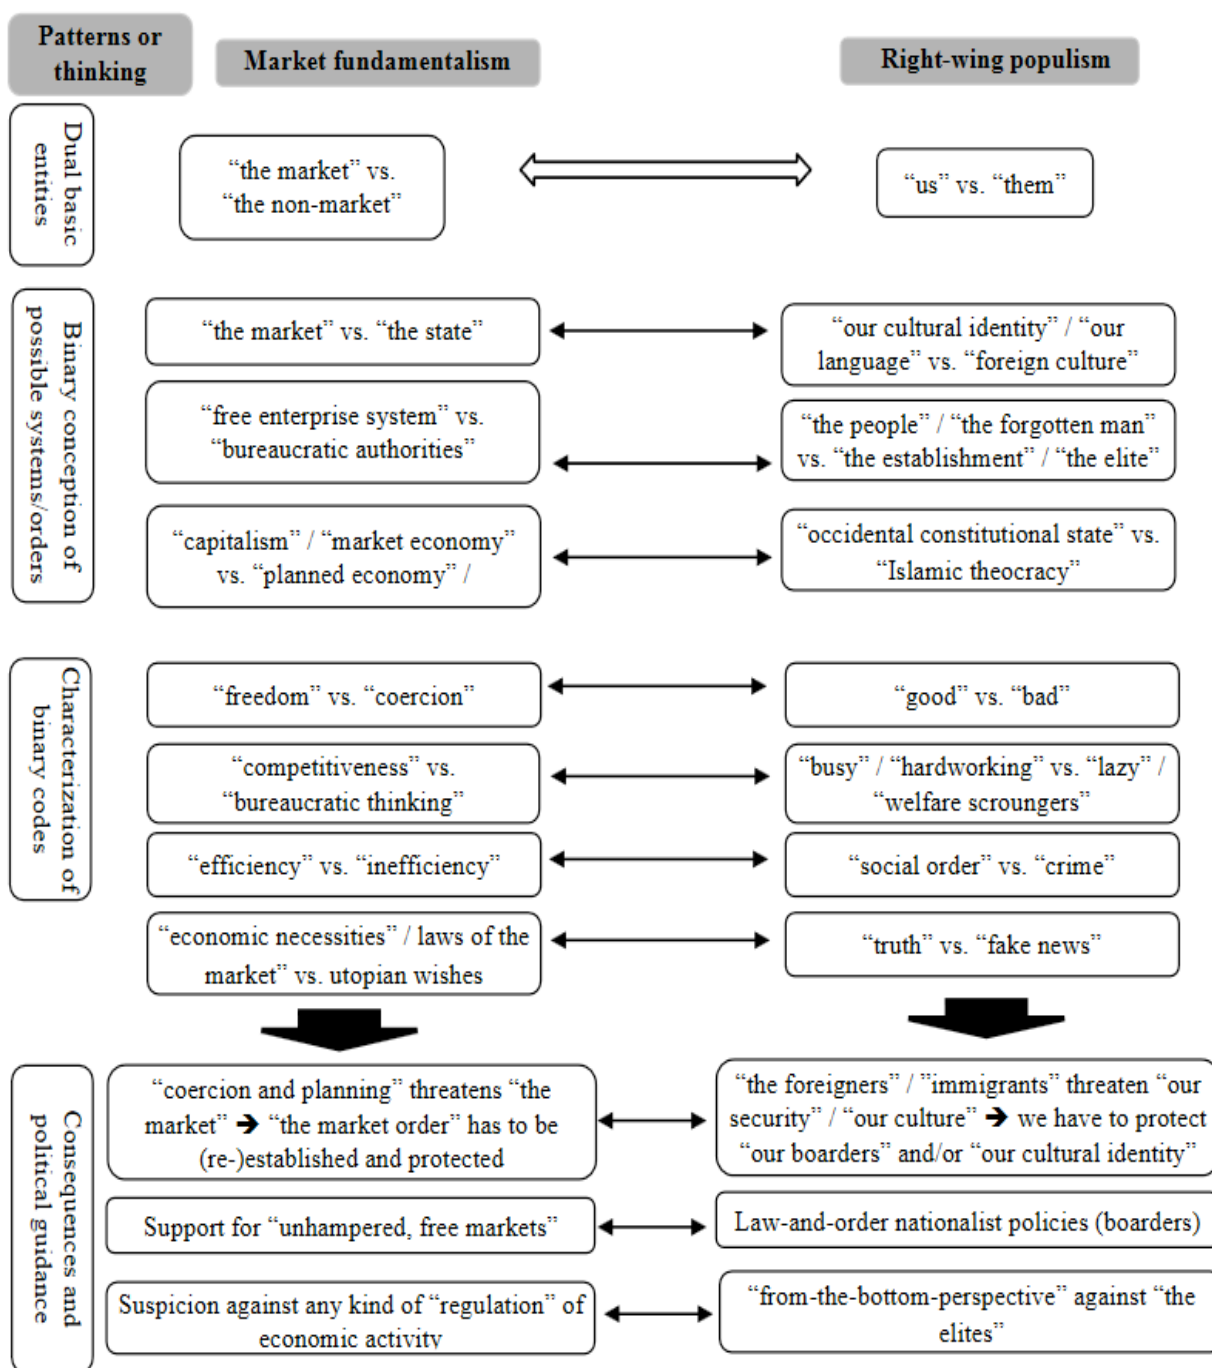 Patterns or
thinking
Market fundamentalism
Right-wing populism
Dual basic
entities
“the market” vs.
“the non-market”
“us” vs. “them”
Binary conception of
possible systems/orders
“the market” vs. “the state”
“our cultural identity” / “our
language” vs. “foreign culture”
“free enterprise system” vs.
“bureaucratic authorities”
“the people” / “the forgotten man”
vs. “the establishment” / “the elite”
“capitalism” / “market economy”
vs. “planned economy” /
“occidental constitutional state” vs.
“Islamic theocracy”
Characterization of
binary codes
“freedom” vs. “coercion”
“good” vs. “bad”
“competitiveness” vs.
“bureaucratic thinking”
“busy” / “hardworking” vs. “lazy” /
“welfare scroungers”
“efficiency” vs. “inefficiency”
“social order” vs. “crime”
“economic necessities” / laws of the
market” vs. utopian wishes
“truth” vs. “fake news”
Consequences and
political guidance
“coercion and planning” threatens “the
market” ➔ “the market order” has to be
(re-)established and protected
“the foreigners” / “immigrants” threaten “our
security” / “our culture” ➔ we have to protect
“our boarders” and/or “our cultural identity”
Support for “unhampered, free markets”
Law-and-order nationalist policies (boarders)
Suspicion against any kind of “regulation” of
economic activity
“from-the-bottom-perspective” against “the
elites”